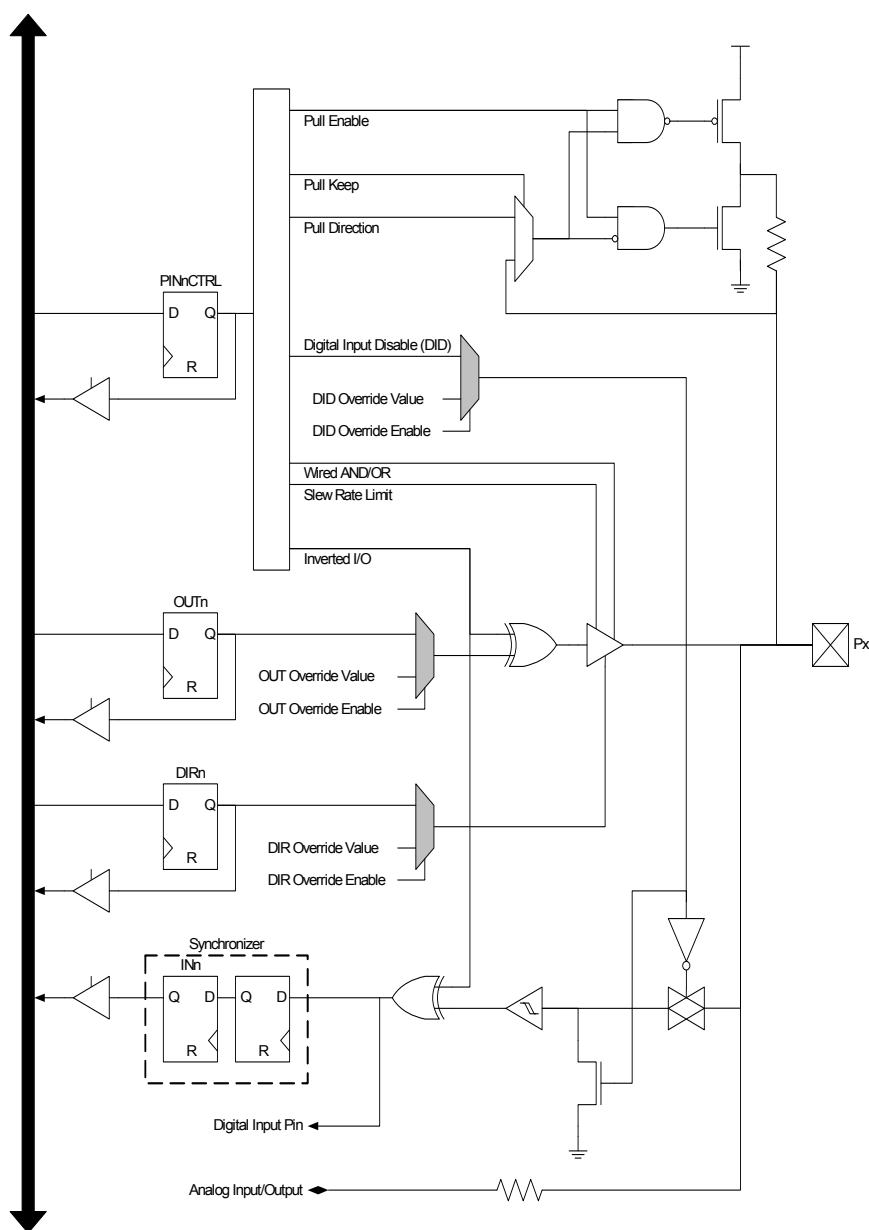 Pull Enable
Pull Keep
Pull Direction
PINnCTRL
D Q
R
Digital Input Disable (DID)
DID Override Value
DID Override Enable
Wired AND/OR
Slew Rate Limit
Inverted I/O
OUTn
D Q
R
OUT Override Value
OUT Override Enable
Px
DIRn
D Q
R
DIR Override Value
DIR Override Enable
Synchronizer
INn
Q D Q D
R R
Digital Input Pin
Analog Input/Output